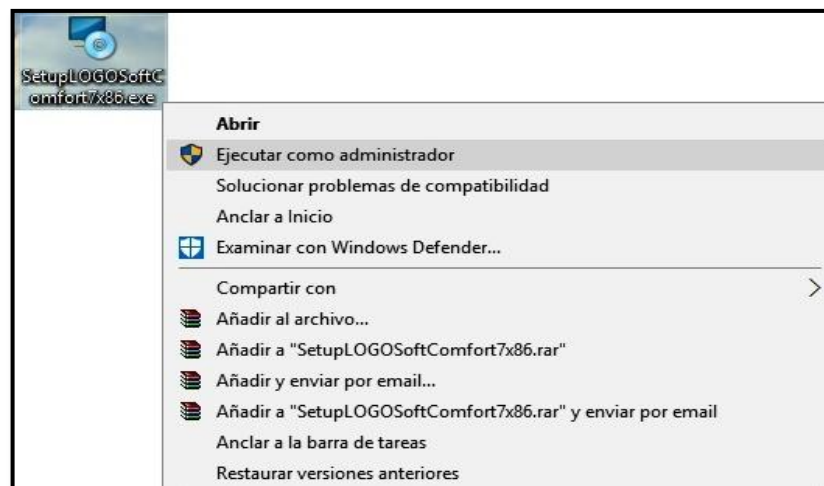 SetupLOGOSoftC
omfort7x86.exe
Abrir
Ejecutar como administrador
Solucionar problemas de compatibilidad
Anclar a Inicio
Examinar con Windows Defender...
Compartir con
Añadir al archivo...
Añadir a "SetupLOGOSoftComfort7x86.rar"
Añadir y enviar por email...
Añadir a "SetupLOGOSoftComfort7x86.rar" y enviar por email
Anclar a la barra de tareas
Restaurar versiones anteriores